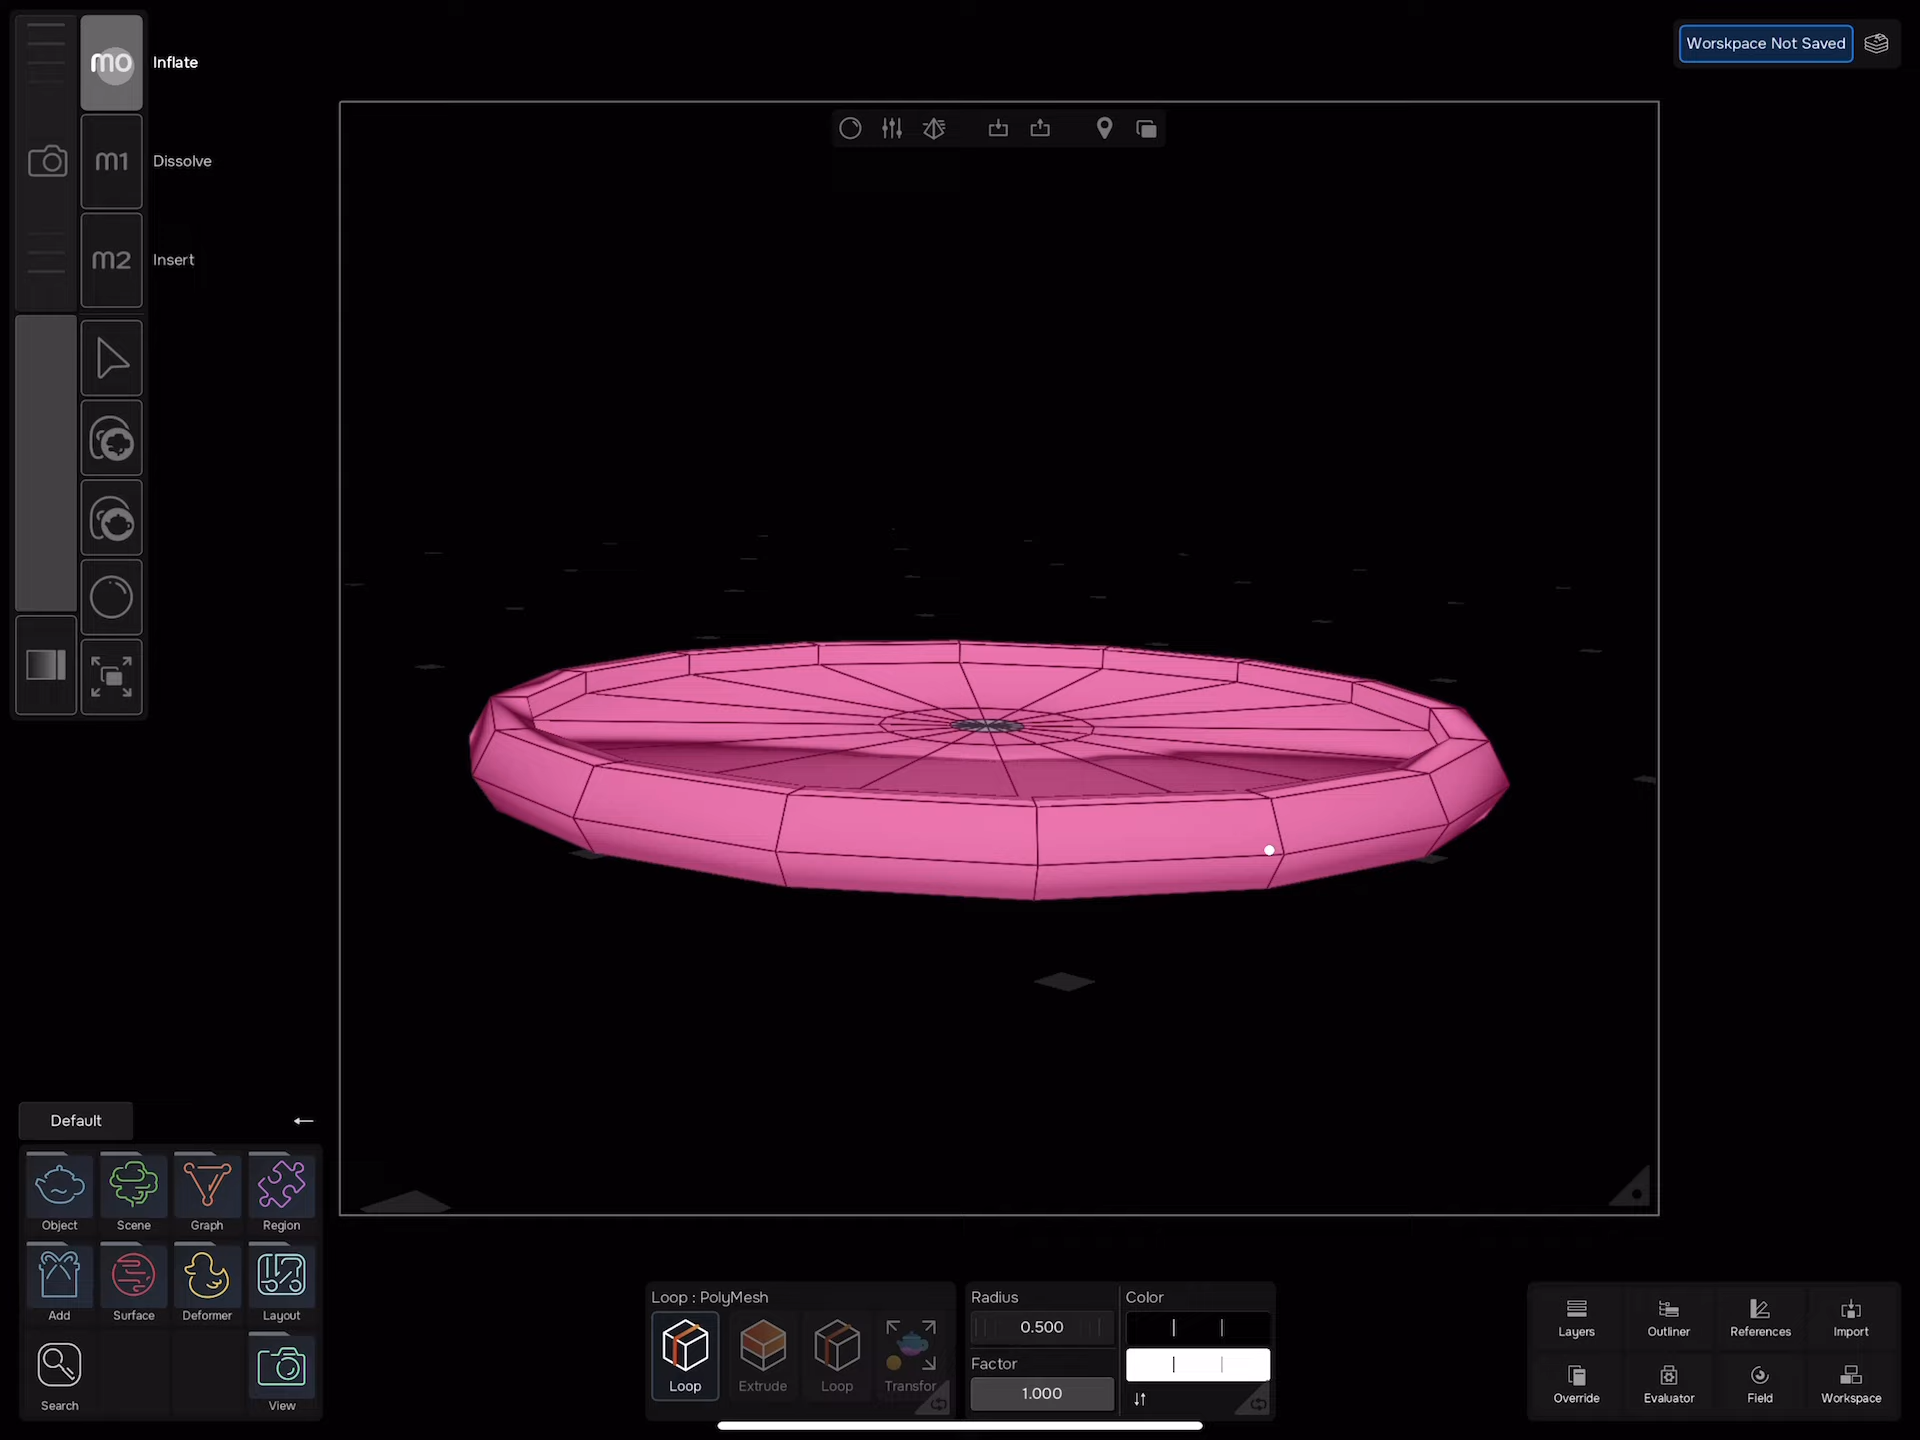 m0 Inflate
Worskpace Not Saved
m1 Dissolve
m2 Insert
Default
Object Scene Graph Region
Add Surface Deformer Layout
Search View
Loop : PolyMesh
Loop Extrude Loop Transfor
Radius
0.500
Factor
1.000
Color
Layers Outliner References Import
Override Evaluator Field Workspace